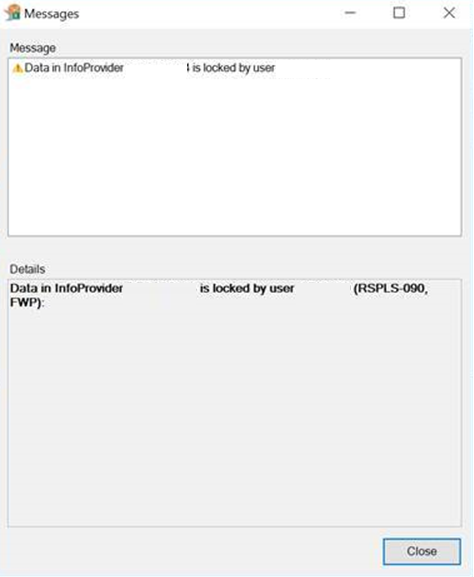 Messages
Message
Data in InfoProvider is locked by user
Details
Data in InfoProvider is locked by user (RSPLS-090,
FWP):
Close